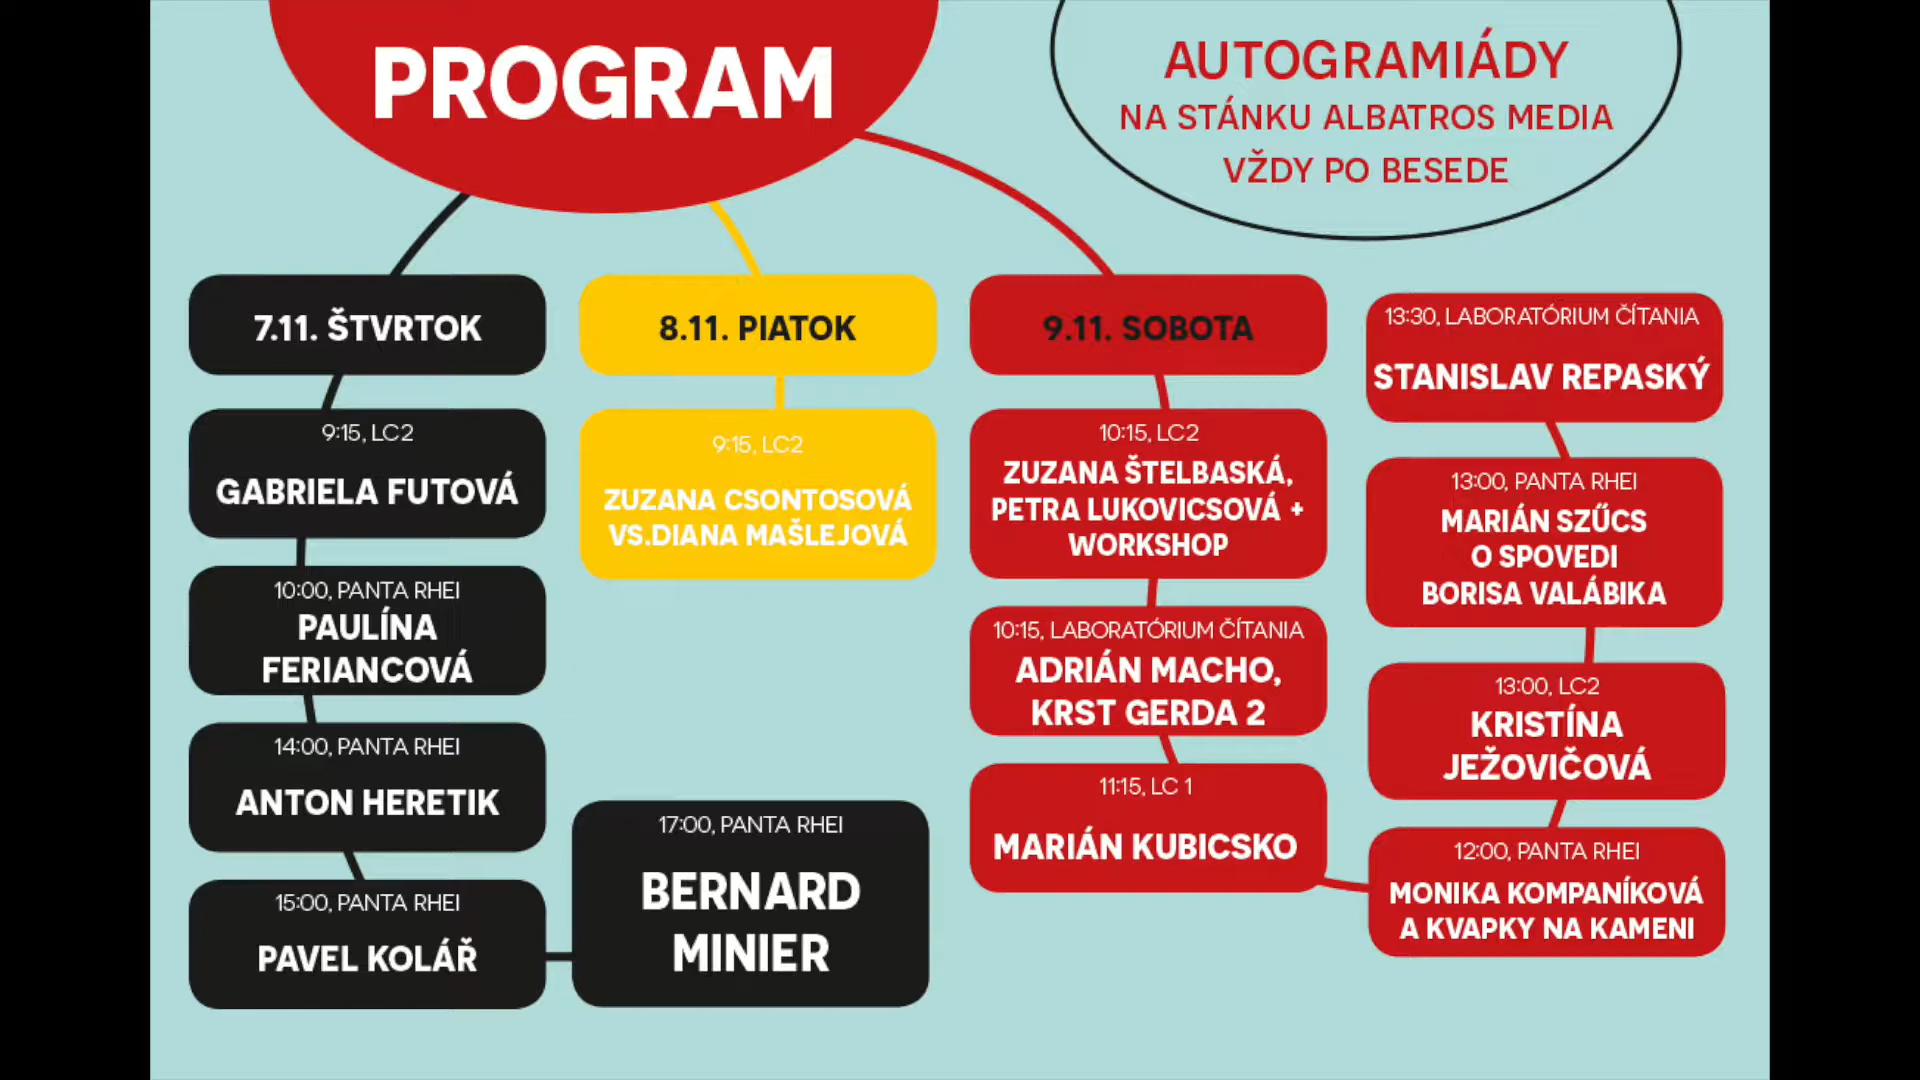 PROGRAM
AUTOGRAMIÁDY
NA STÁNKU ALBATROS MEDIA
VŽDY PO BESEDE
7.11. ŠTVRTOK
9:15, LC2
GABRIELA FUTOVÁ
10:00, PANTA RHEI
PAULÍNA
FERIANCOVÁ
14:00, PANTA RHEI
ANTON HERETIK
15:00, PANTA RHEI
PAVEL KOLÁŘ
17:00, PANTA RHEI
BERNARD
MINIER
8.11. PIATOK
9:15, LC2
ZUZANA CSONTOSOVÁ
VS.DIANA MAŠLEJOVÁ
9.11. SOBOTA
10:15, LC2
ZUZANA ŠTELBASKÁ,
PETRA LUKOVICSOVÁ +
WORKSHOP
10:15, LABORATÓRIUM ČÍTANIA
ADRIÁN MACHO,
KRST GERDA 2
11:15, LC 1
MARIÁN KUBICSKO
12:00, PANTA RHEI
MONIKA KOMPANÍKOVÁ
A KVAPKY NA KAMENI
13:00, LC2
KRISTÍNA
JEŽOVIČOVÁ
13:00, PANTA RHEI
MARIÁN SZŰCS
O SPOVEDI
BORISA VALÁBIKA
13:30, LABORATÓRIUM ČÍTANIA
STANISLAV REPASKÝ